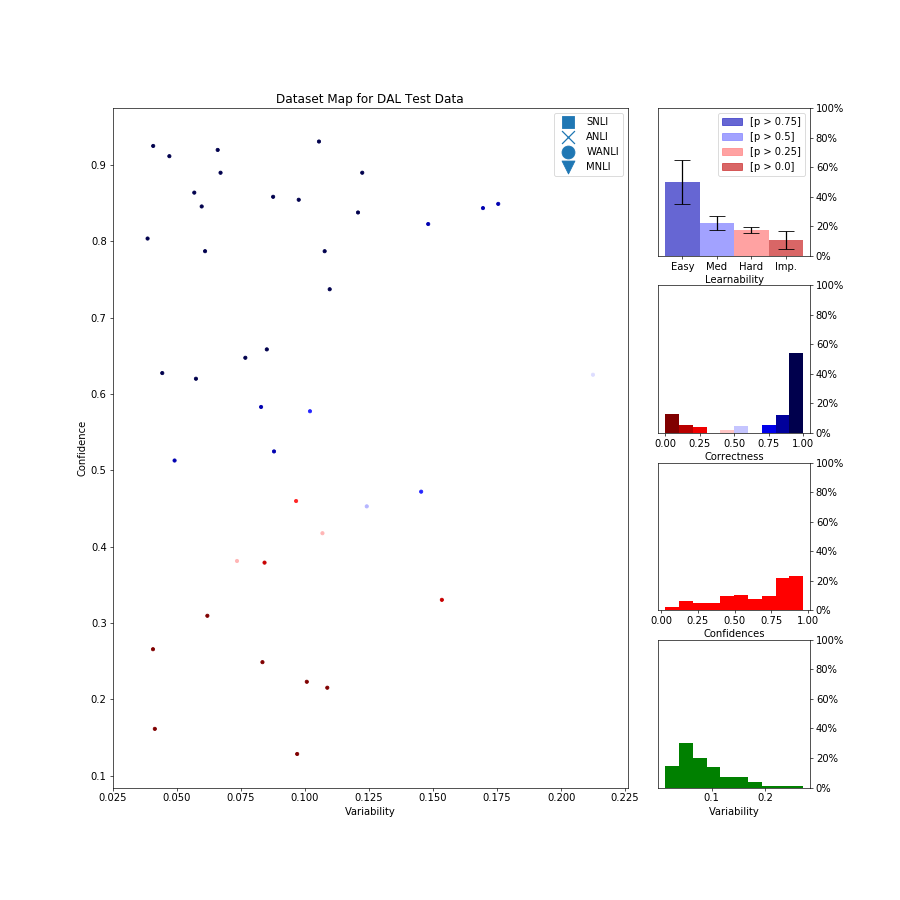 Dataset Map for DAL Test Data
Confidence
0.9
0.8
0.7
0.6
0.5
0.4
0.3
0.2
0.1
0.025 0.050 0.075 0.100 0.125 0.150 0.175 0.200 0.225
Variability
SNLI
ANLI
WANLI
MNLI
[p > 0.75]
[p > 0.5]
[p > 0.25]
[p > 0.0]
100%
80%
60%
40%
20%
0%
Easy Med Hard Imp.
Learnability
100%
80%
60%
40%
20%
0%
0.00 0.25 0.50 0.75 1.00
Correctness
100%
80%
60%
40%
20%
0%
0.00 0.25 0.50 0.75 1.00
Confidences
100%
80%
60%
40%
20%
0%
0.1 0.2
Variability